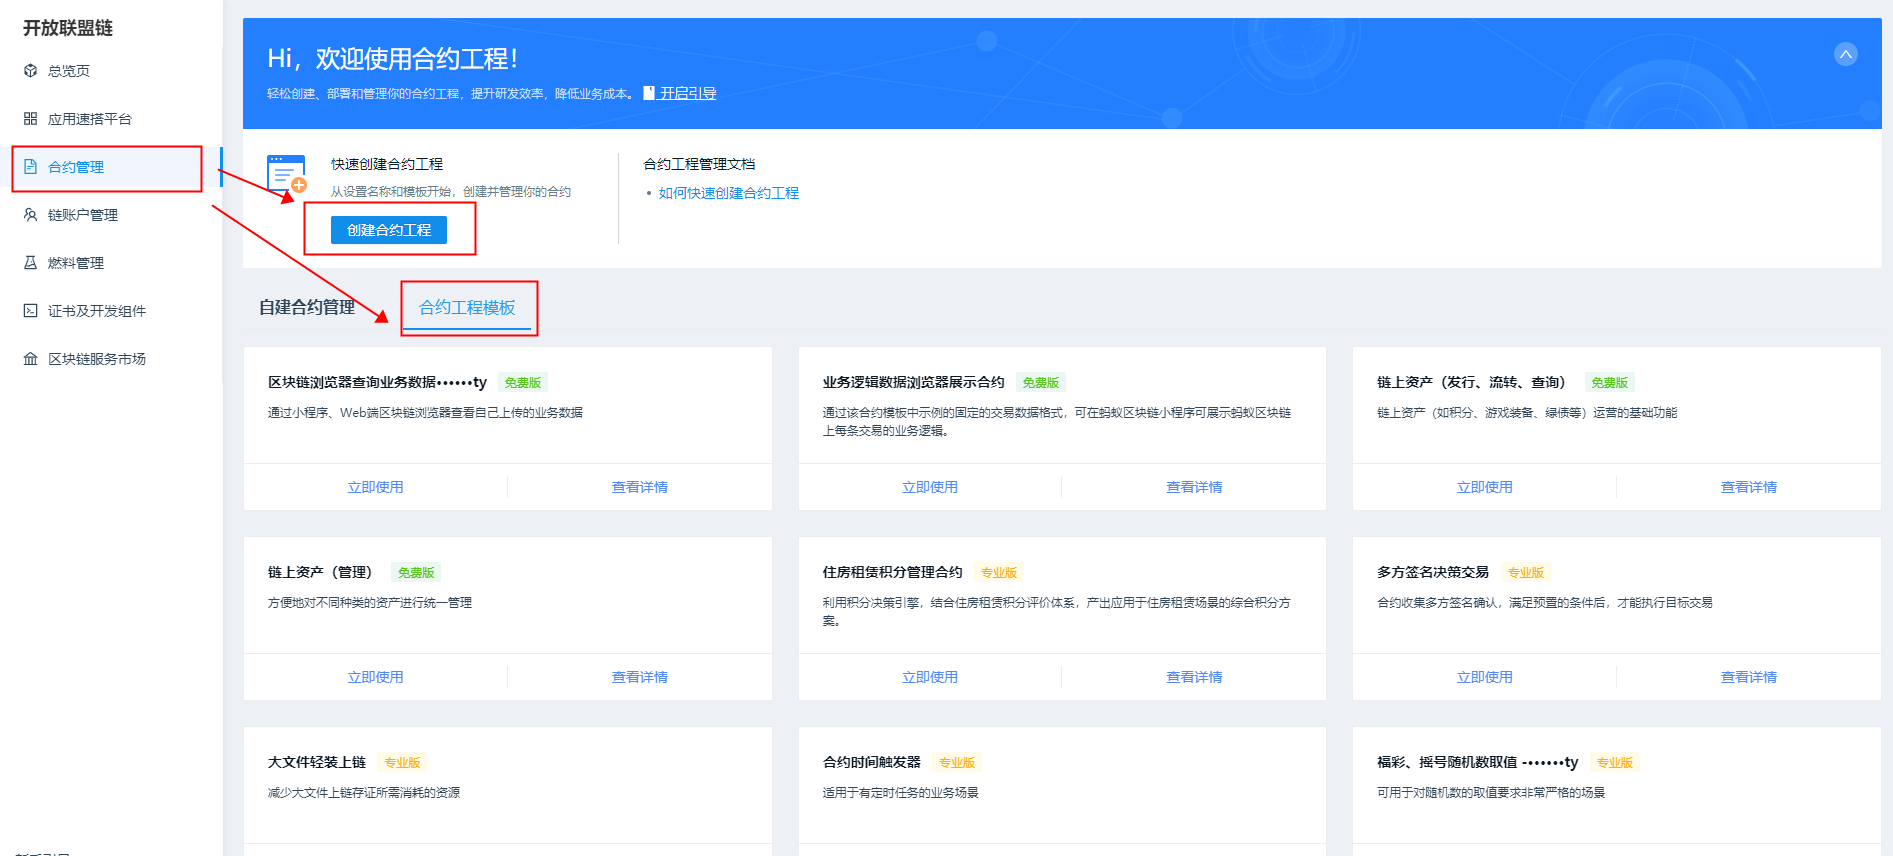 开放联盟链
总览页
应用速搭平台
合约管理
链账户管理
燃料管理
证书及开发组件
区块链服务市场
Hi，欢迎使用合约工程！
轻松创建、部署和管理你的合约工程，提升研发效率，降低业务成本。 开启引导
快速创建合约工程
从设置名称和模板开始，创建并管理你的合约
创建合约工程
合约工程管理文档
• 如何快速创建合约工程
自建合约管理 合约工程模板
区块链浏览器查询业务数据••••••ty 免费版
通过小程序、Web端区块链浏览器查看自己上传的业务数据
立即使用 查看详情
业务逻辑数据浏览器展示合约 免费版
通过该合约模板中示例的固定的交易数据格式，可在蚂蚁区块链小程序可展示蚂蚁区块链
上每条交易的业务逻辑。
立即使用 查看详情
链上资产（发行、流转、查询） 免费版
链上资产（如积分、游戏装备、绿债等）运营的基础功能
立即使用 查看详情
链上资产（管理） 免费版
方便地对不同种类的资产进行统一管理
立即使用 查看详情
住房租赁积分管理合约 专业版
利用积分决策引擎，结合住房租赁积分评价体系，产出应用于住房租赁场景的综合积分方
案。
立即使用 查看详情
多方签名决策交易 专业版
合约收集多方签名确认，满足预置的条件后，才能执行目标交易
立即使用 查看详情
大文件轻装上链 专业版
减少大文件上链存证所需消耗的资源
合约时间触发器 专业版
适用于有定时任务的业务场景
福彩、摇号随机数取值 -••••••ty 专业版
可用于对随机数的取值要求非常严格的场景